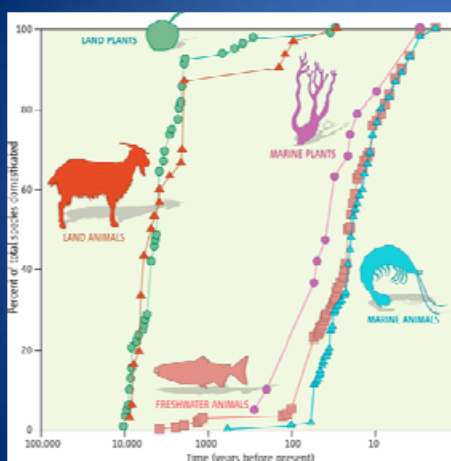 100
80
60
40
20
0
Percent of total species domesticated
LAND PLANTS
MARINE PLANTS
LAND ANIMALS
MARINE ANIMALS
FRESHWATER ANIMALS
100.000
10.000
1000
100
10
Time (years before present)